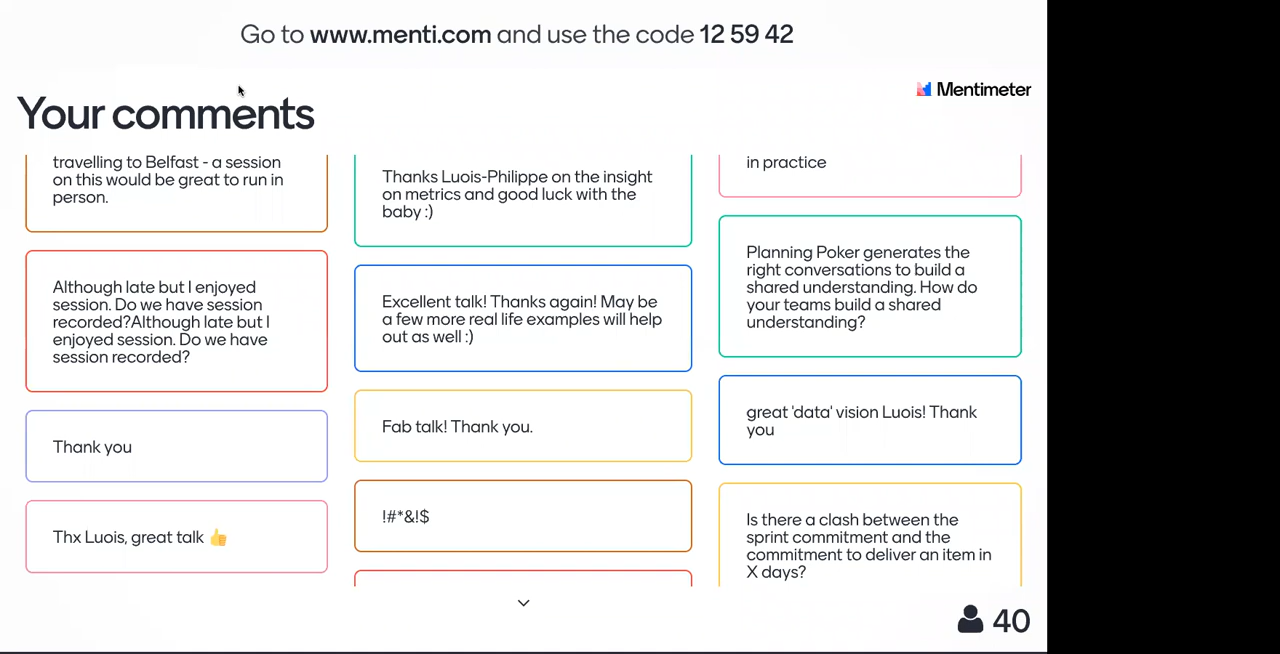 Go to www.menti.com and use the code 12 59 42
Mentimeter
Your comments
travelling to Belfast - a session
on this would be great to run in
person.
Although late but I enjoyed
session. Do we have session
recorded?Although late but I
enjoyed session. Do we have
session recorded?
Thank you
Thx Luois, great talk 👍
Thanks Luois-Philippe on the insight
on metrics and good luck with the
baby :)
Excellent talk! Thanks again! May be
a few more real life examples will help
out as well :)
Fab talk! Thank you.
!#*&!$
in practice
Planning Poker generates the
right conversations to build a
shared understanding. How do
your teams build a shared
understanding?
great 'data' vision Luois! Thank
you
Is there a clash between the
sprint commitment and the
commitment to deliver an item in
X days?
40